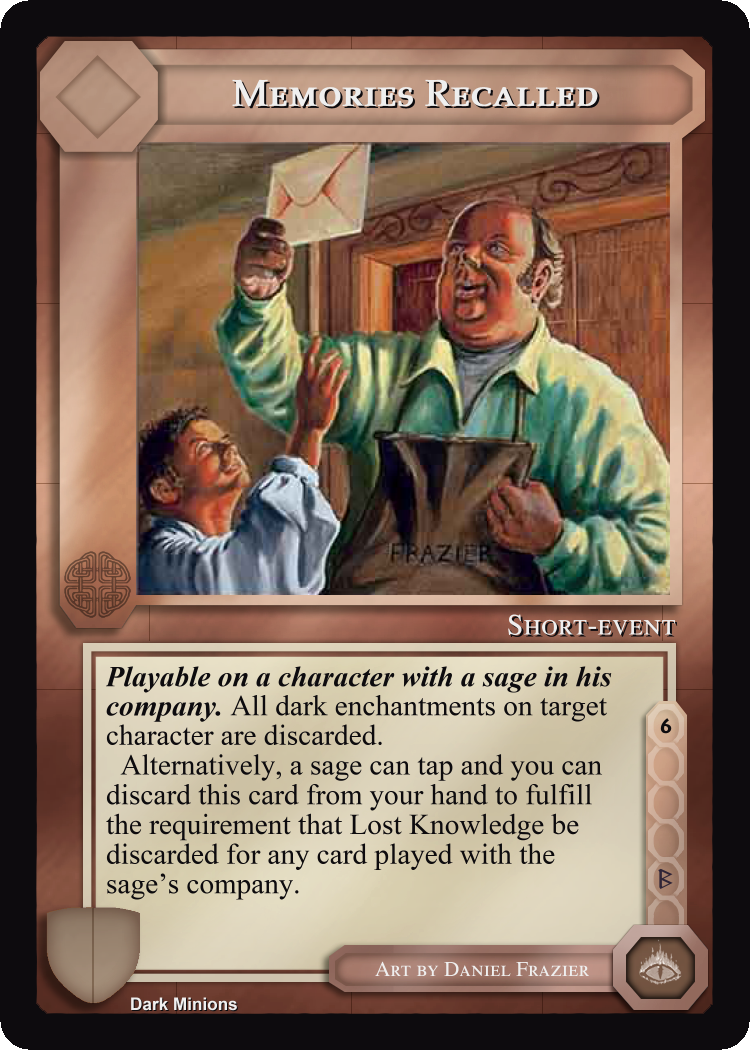 Memories Recalled
FRAZIER
Short-event
Playable on a character with a sage in his
company. All dark enchantments on target
character are discarded.
Alternatively, a sage can tap and you can
discard this card from your hand to fulfill
the requirement that Lost Knowledge be
discarded for any card played with the
sage's company.
6
B
Art by Daniel Frazier
Dark Minions